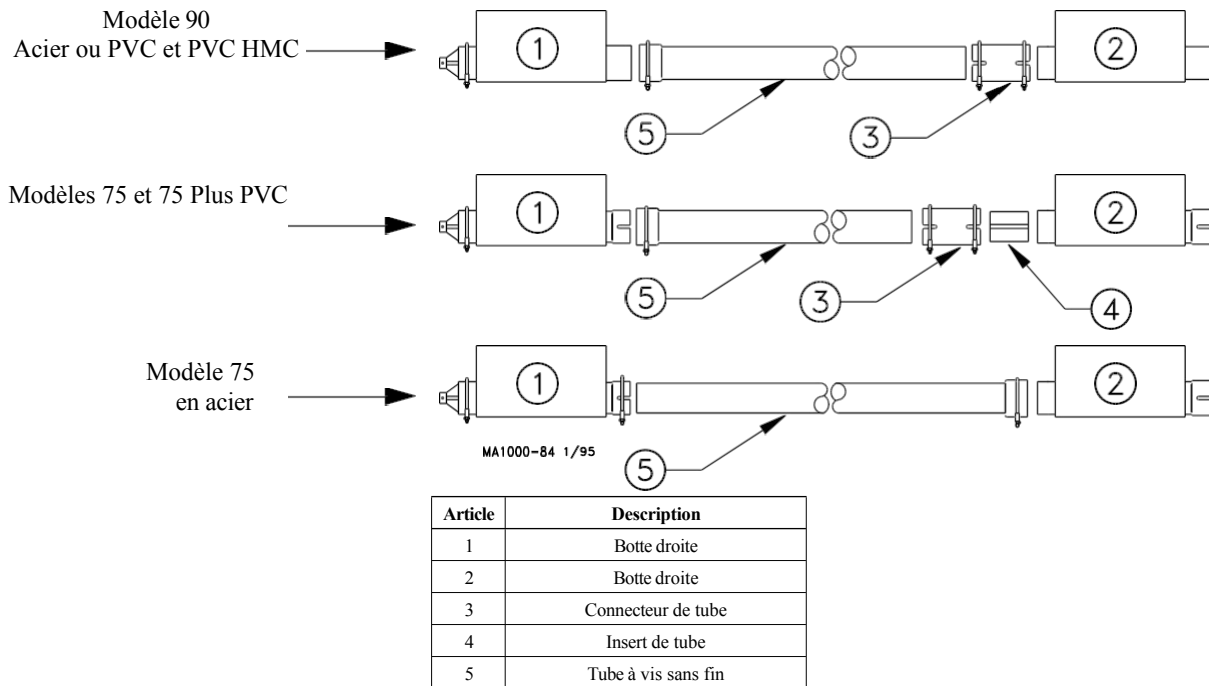 Modèle 90
Acier ou PVC et PVC HMC
1
2
5
3
Modèles 75 et 75 Plus PVC
1
2
5
3
4
Modèle 75
en acier
1
2
MA1000-84 1/95
5
Article Description
1 Botte droite
2 Botte droite
3 Connecteur de tube
4 Insert de tube
5 Tube à vis sans fin